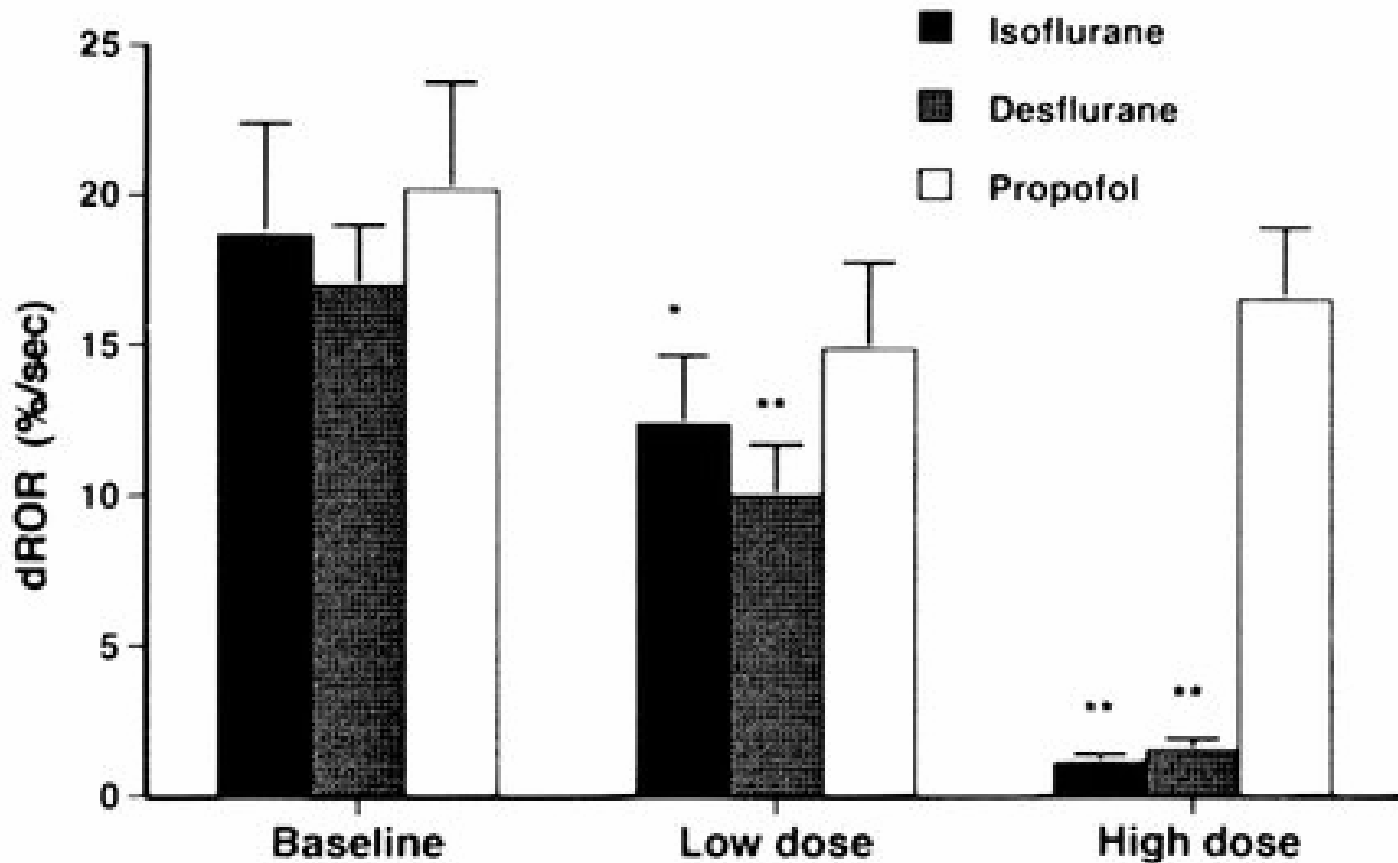 Isoflurane
Desflurane
Propofol
25
20
15
10
5
0
dROR (%/sec)
•
••
••
••
Baseline
Low dose
High dose